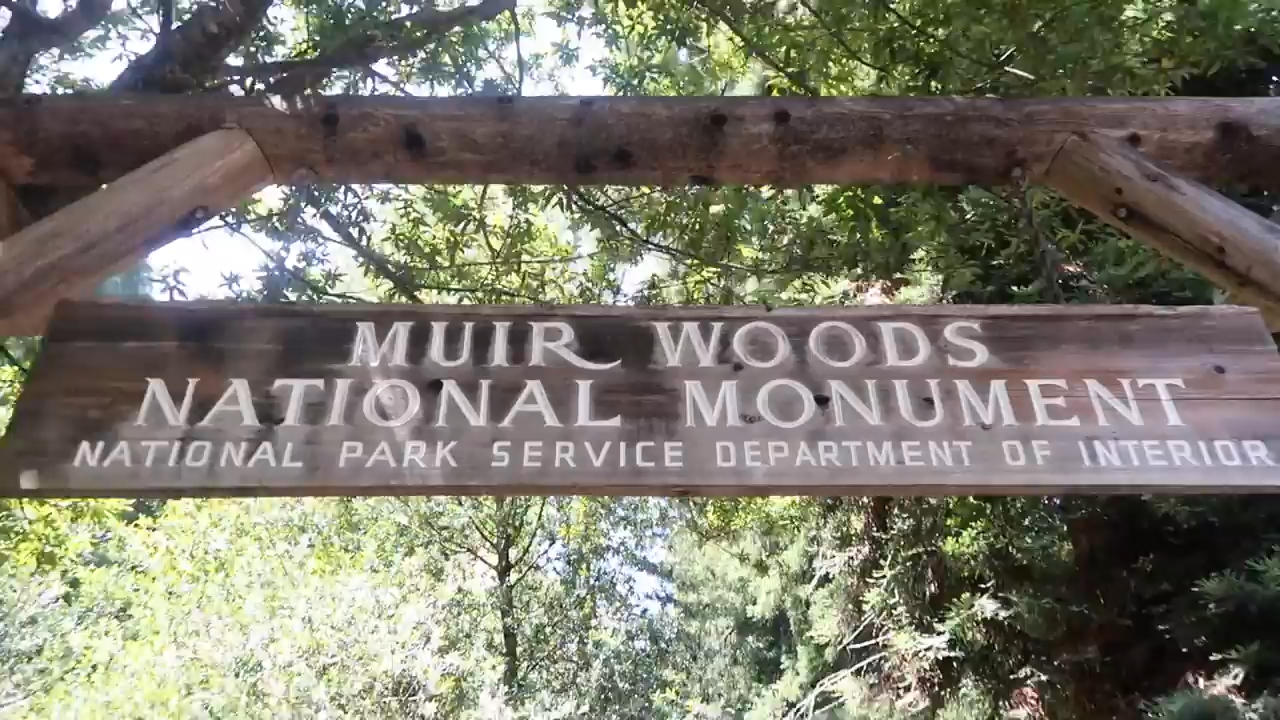 MUIR WOODS
NATIONAL MONUMENT
NATIONAL PARK SERVICE DEPARTMENT OF INTERIOR